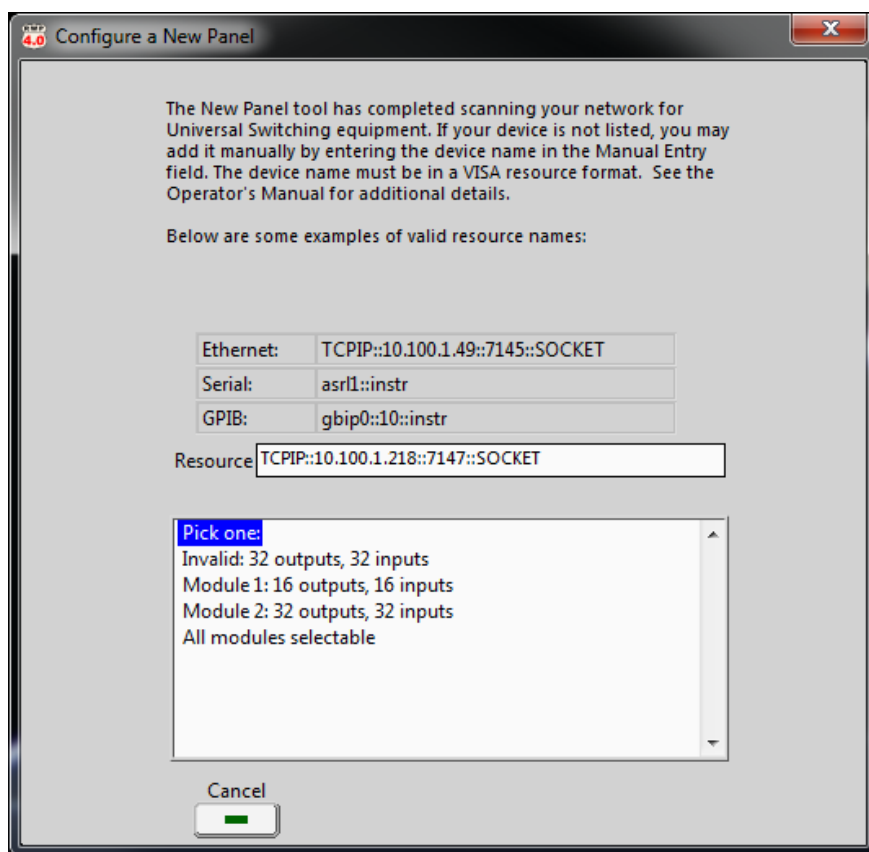 4.0 Configure a New Panel
The New Panel tool has completed scanning your network for
Universal Switching equipment. If your device is not listed, you may
add it manually by entering the device name in the Manual Entry
field. The device name must be in a VISA resource format.  See the
Operator's Manual for additional details.
Below are some examples of valid resource names:
Ethernet: TCPIP::10.100.1.49::7145::SOCKET
Serial: asrl1::instr
GPIB: gbip0::10::instr
Resource TCPIP::10.100.1.218::7147::SOCKET
Pick one:
Invalid: 32 outputs, 32 inputs
Module 1: 16 outputs, 16 inputs
Module 2: 32 outputs, 32 inputs
All modules selectable
Cancel